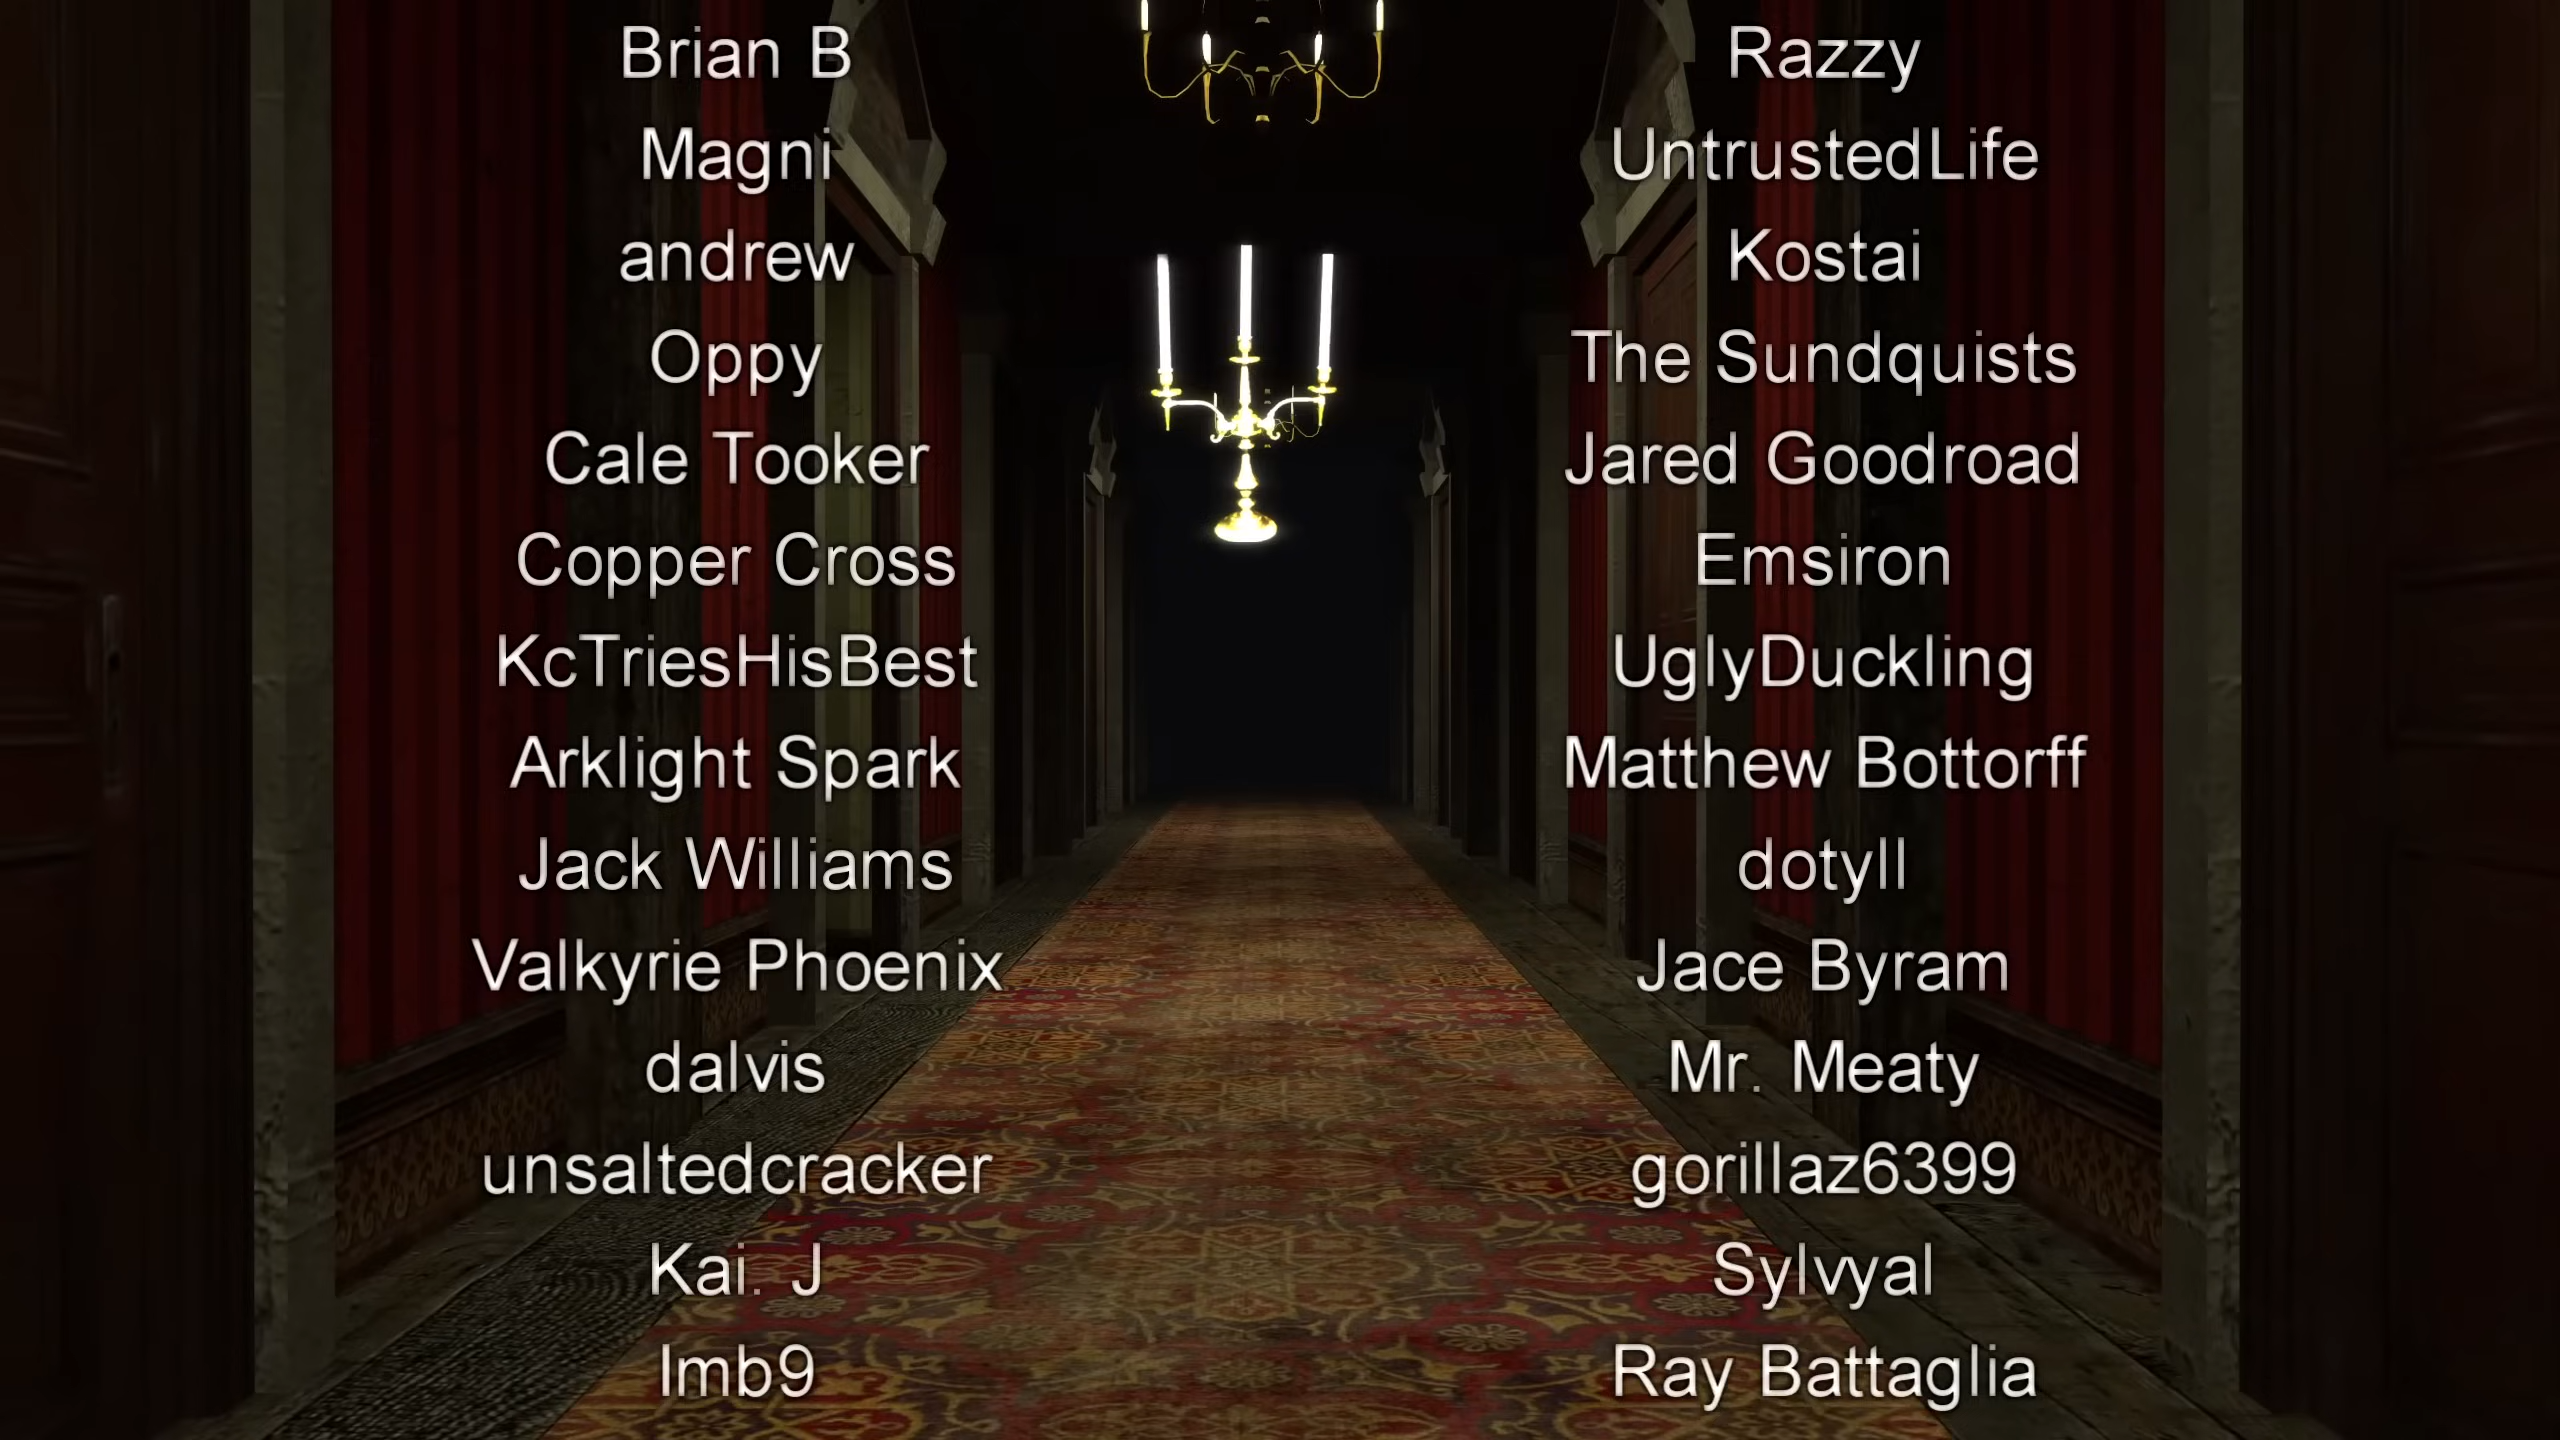 Brian B
Magni
andrew
Oppy
Cale Tooker
Copper Cross
KcTriesHisBest
Arklight Spark
Jack Williams
Valkyrie Phoenix
dalvis
unsaltedcracker
Kai. J
lmb9
Razzy
UntrustedLife
Kostai
The Sundquists
Jared Goodroad
Emsiron
UglyDuckling
Matthew Bottorff
dotyll
Jace Byram
Mr. Meaty
gorillaz6399
Sylvyal
Ray Battaglia